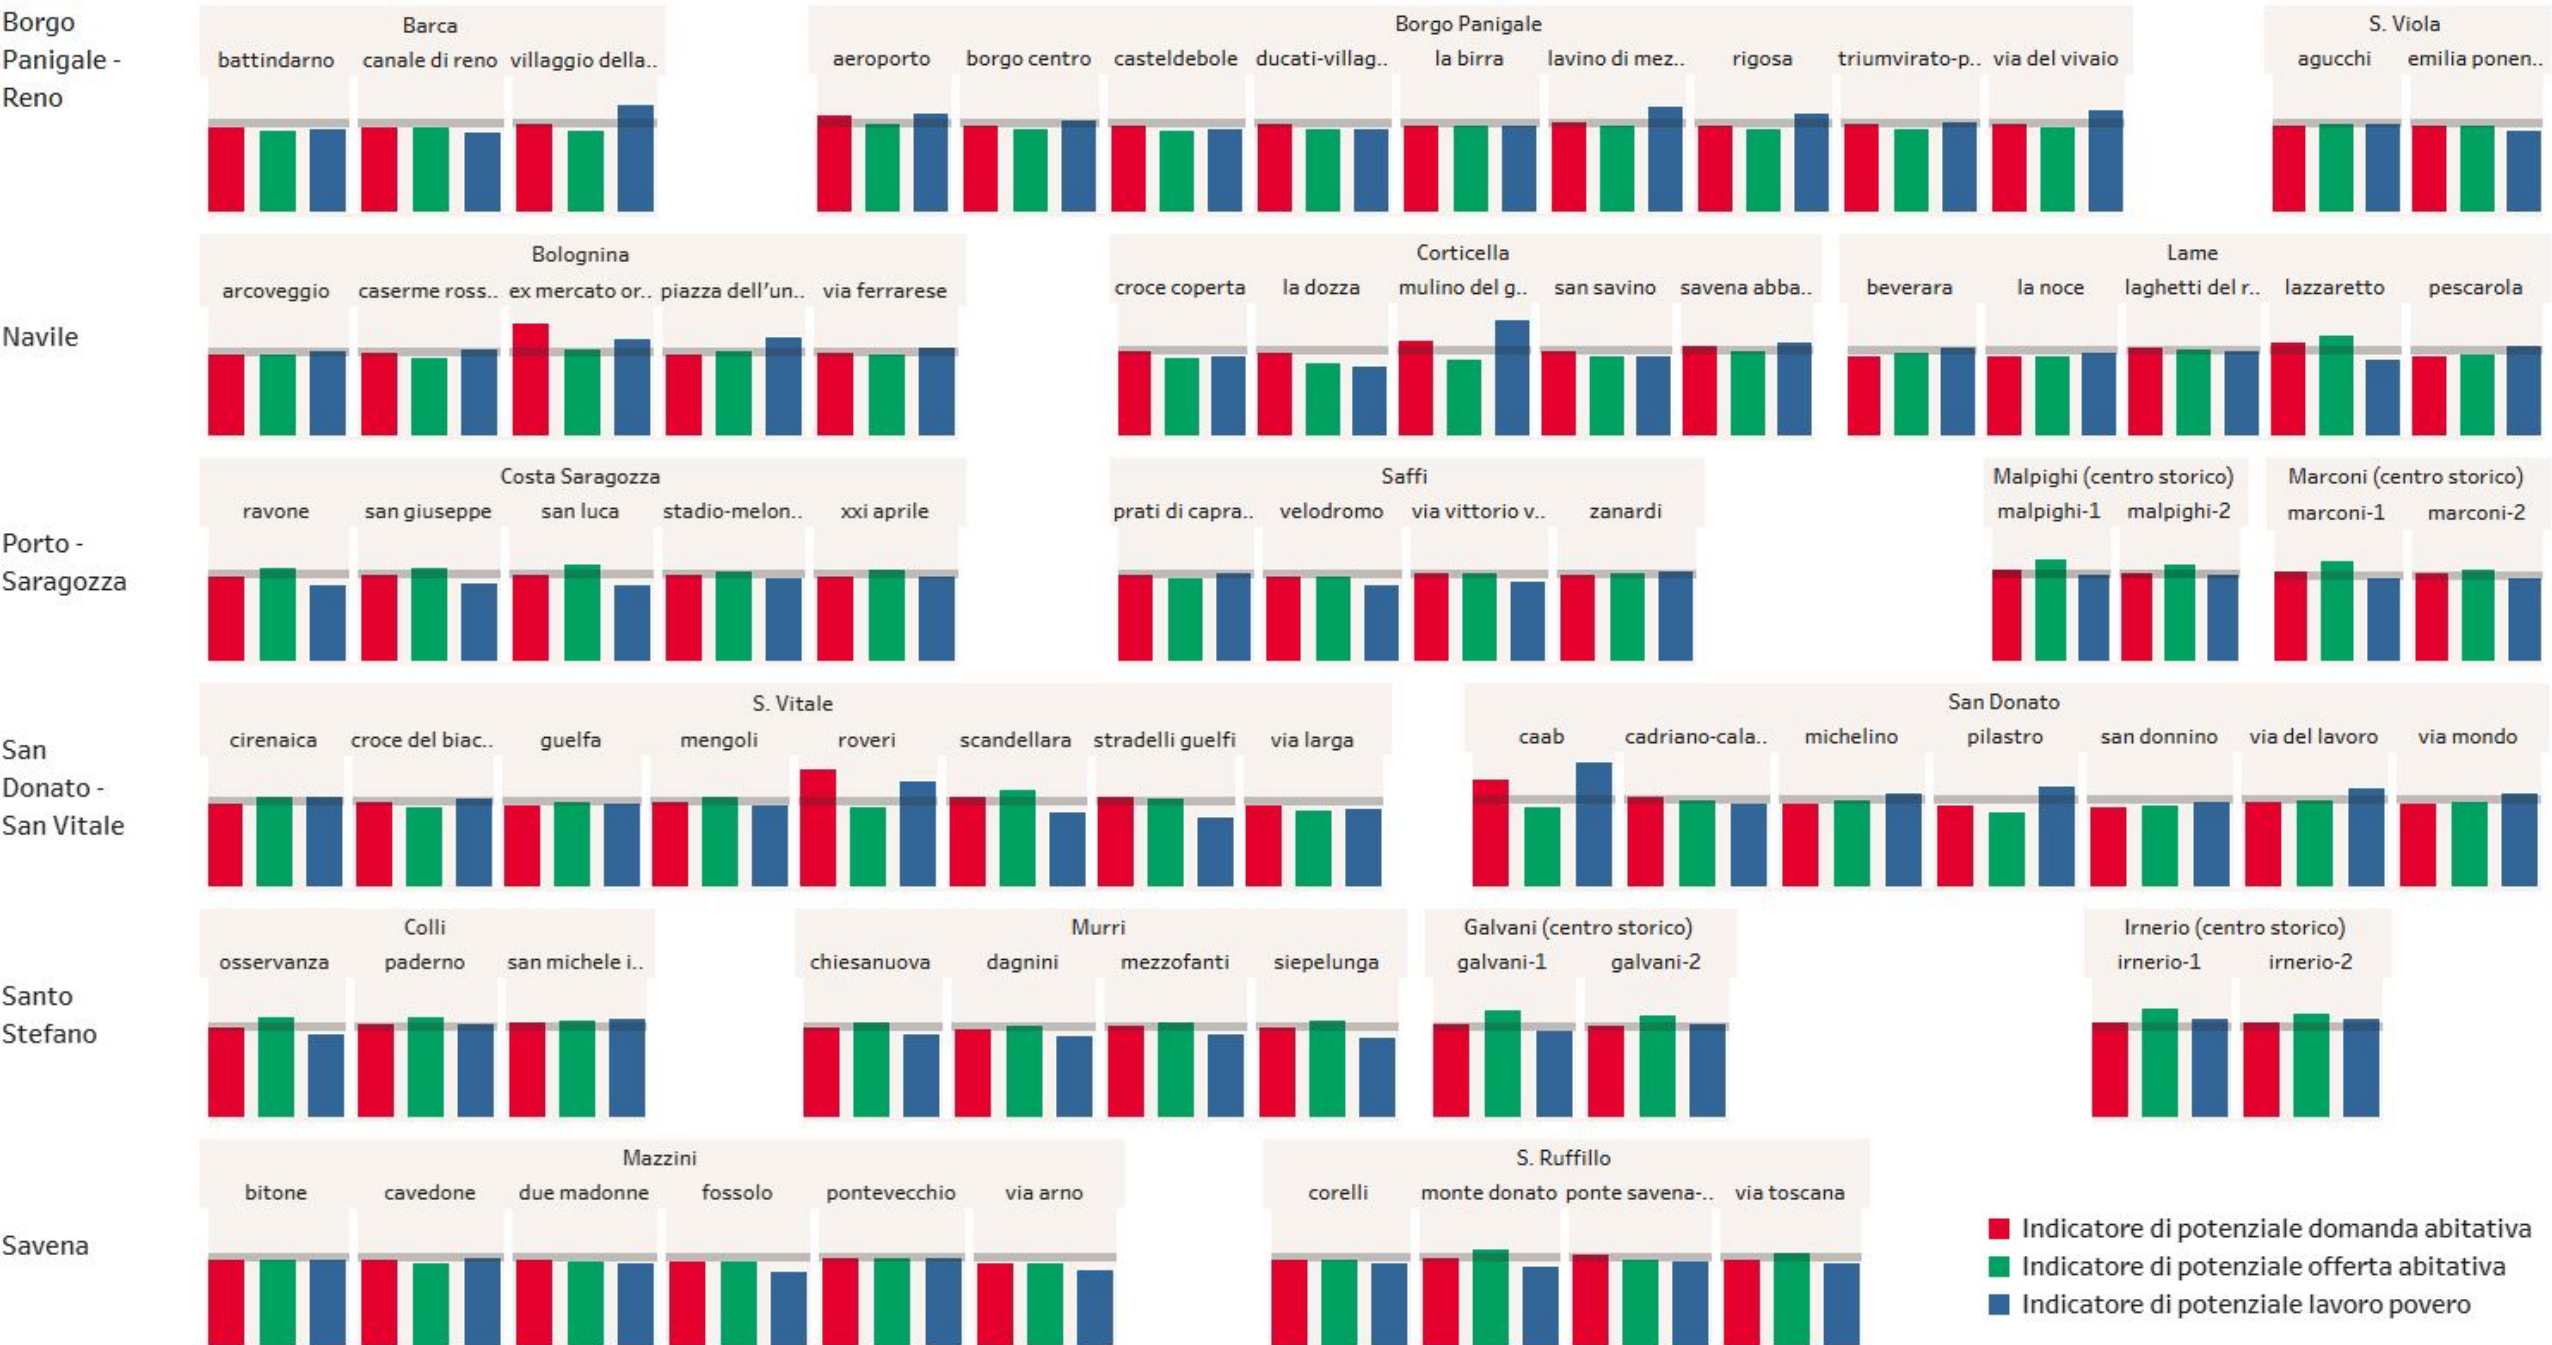 Borgo
Panigale -
Reno
Barca
battindarno canale di reno villaggio della..
Borgo Panigale
aeroporto borgo centro casteldebole ducati-villag.. la birra lavino di mez.. rigosa triumvirato-p.. via del vivaio
S. Viola
agucchi emilia ponen..
Navile
Bolognina
arcoveggio caserme ross.. ex mercato or.. piazza dell'un.. via ferrarese
Corticella
croce coperta la dozza mulino del g.. san savino savena abba..
Lame
beverara la noce laghetti del r.. lazzaretto pescarola
Porto -
Saragozza
Costa Saragozza
ravone san giuseppe san luca stadio-melon.. xxi aprile
Saffi
prati di capra.. velodromo via vittorio v.. zanardi
Malpighi (centro storico)
malpighi-1 malpighi-2
Marconi (centro storico)
marconi-1 marconi-2
San
Donato -
San Vitale
S. Vitale
cirenaica croce del biac.. guelfa mengoli roveri scandellara stradelli guelfi via larga
San Donato
caab cadriano-cala.. michelino pilastro san donnino via del lavoro via mondo
Santo
Stefano
Colli
osservanza paderno san michele i..
Murri
chiesanuova dagnini mezzofanti siepelunga
Galvani (centro storico)
galvani-1 galvani-2
Irnerio (centro storico)
irnerio-1 irnerio-2
Savena
Mazzini
bitone cavedone due madonne fossolo pontevecchio via arno
S. Ruffillo
corelli monte donato ponte savena-.. via toscana
Indicatore di potenziale domanda abitativa
Indicatore di potenziale offerta abitativa
Indicatore di potenziale lavoro povero